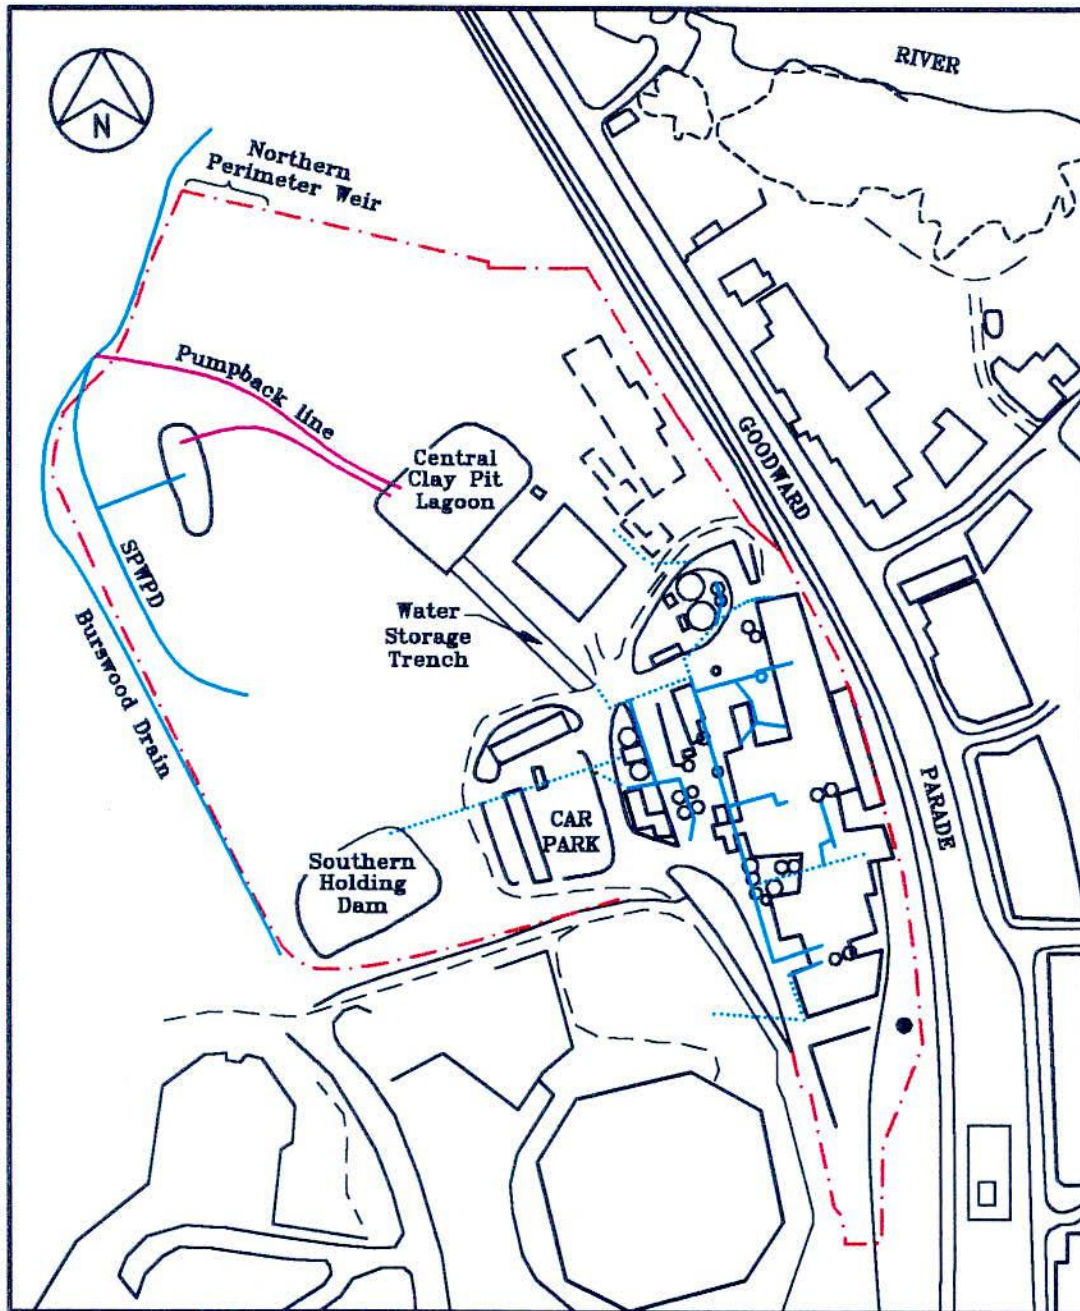 RIVER
N
Northern
Perimeter Weir
Pumpback line
GOODWARD
Central
Clay Pit
Lagoon
SPWPD
Water
Storage
Trench
Burswood Drain
PARADE
CAR
PARK
Southern
Holding
Dam